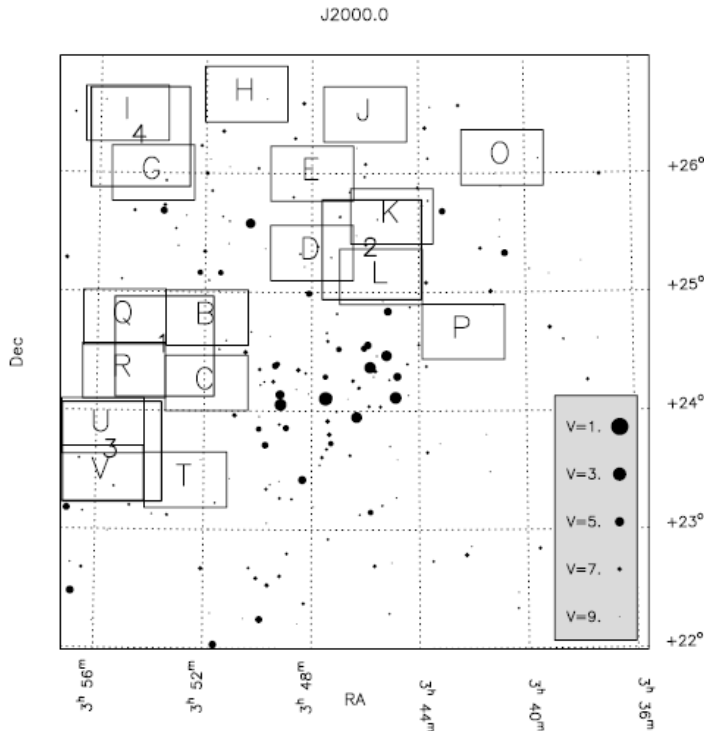 J2000.0
H
I
J
4
O
G
E
+26°
K
D
2
L
+25°
Q
B
P
1
R
C
+24°
U
V=1.
3
V
T
V=3.
+23°
V=5.
V=7.
V=9.
+22°
Dec
3ʰ 56ᵐ
3ʰ 52ᵐ
3ʰ 48ᵐ
3ʰ 44ᵐ
3ʰ 40ᵐ
3ʰ 36ᵐ
RA